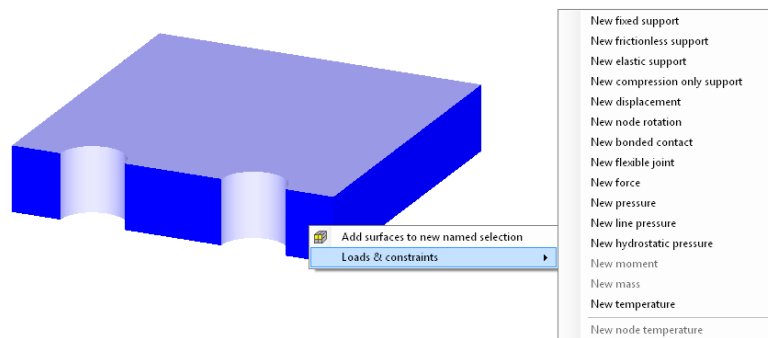 New fixed support
New frictionless support
New elastic support
New compression only support
New displacement
New node rotation
New bonded contact
New flexible joint
New force
New pressure
New line pressure
New hydrostatic pressure
New moment
New mass
New temperature
New node temperature
Add surfaces to new named selection
Loads & constraints